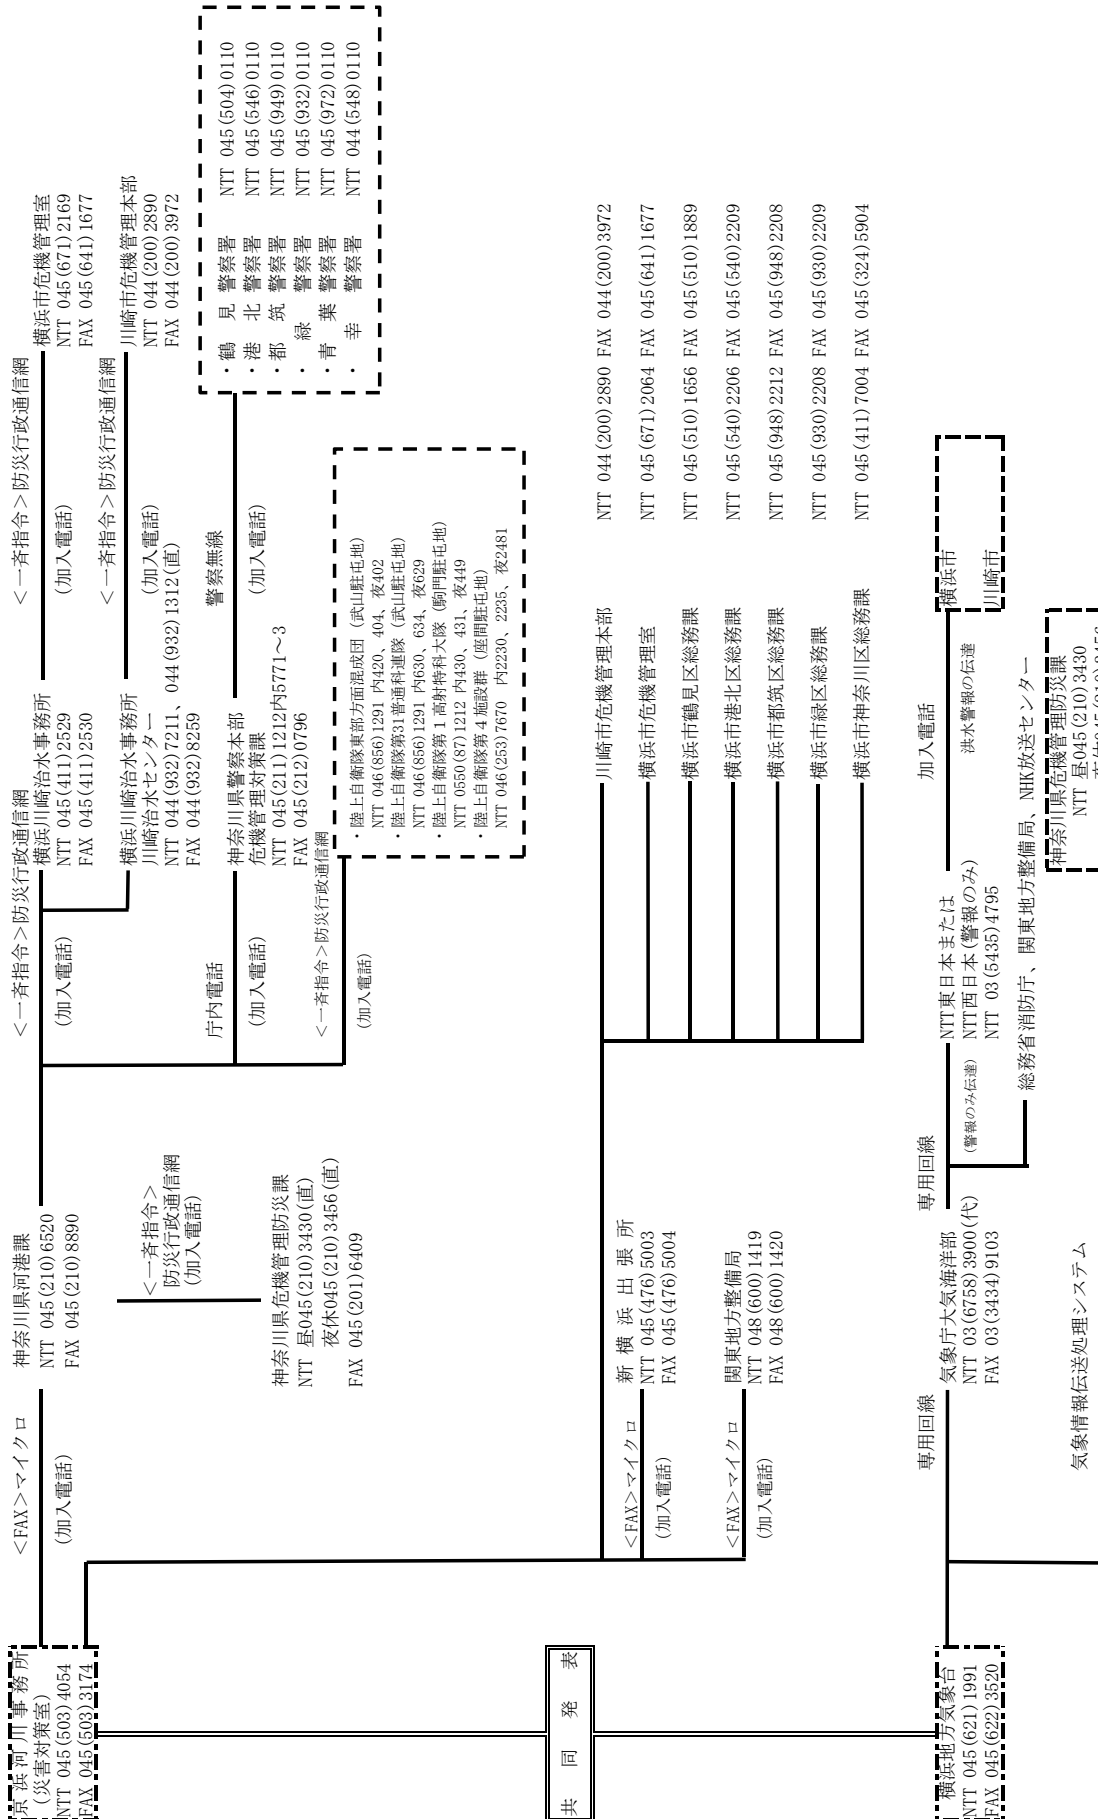 京浜河川事務所
(災害対策室)
NTT 045(503)4054
FAX 045(503)3174
<FAX>マイクロ
(加入電話)
神奈川県河港課
NTT 045(210)6520
FAX 045(210)8890
<一斉指令>
防災行政通信網
(加入電話)
神奈川県危機管理防災課
NTT 昼045(210)3430(直)
夜休045(210)3456(直)
FAX 045(201)6409
<一斉指令>防災行政通信網
(加入電話)
横浜川崎治水事務所
NTT 045(411)2529
FAX 045(411)2530
<一斉指令>防災行政通信網
(加入電話)
横浜市危機管理室
NTT 045(671)2169
FAX 045(641)1677
横浜川崎治水事務所
川崎治水センター
NTT 044(932)7211、044(932)1312(直)
FAX 044(932)8259
<一斉指令>防災行政通信網
(加入電話)
川崎市危機管理本部
NTT 044(200)2890
FAX 044(200)3972
庁内電話
(加入電話)
神奈川県警察本部
危機管理対策課
NTT 045(211)1212内5771～3
FAX 045(212)0796
警察無線
(加入電話)
・鶴見警察署 NTT 045(504)0110
・港北警察署 NTT 045(546)0110
・都筑警察署 NTT 045(949)0110
・緑 警察署 NTT 045(932)0110
・青葉警察署 NTT 045(972)0110
・幸 警察署 NTT 044(548)0110
<一斉指令>防災行政通信網
(加入電話)
・陸上自衛隊東部方面混成団(武山駐屯地)
NTT 046(856)1291 内420、404、夜402
・陸上自衛隊第31普通科連隊(武山駐屯地)
NTT 046(856)1291 内630、634、夜629
・陸上自衛隊第1高射特科大隊(駒門駐屯地)
NTT 0550(87)1212 内430、431、夜449
・陸上自衛隊第4施設群(座間駐屯地)
NTT 046(253)7670 内2230、2235、夜2481
共同発表
<FAX>マイクロ
(加入電話)
新横浜出張所
NTT 045(476)5003
FAX 045(476)5004
<FAX>マイクロ
(加入電話)
関東地方整備局
NTT 048(600)1419
FAX 048(600)1420
川崎市危機管理本部 NTT 044(200)2890 FAX 044(200)3972
横浜市危機管理室 NTT 045(671)2064 FAX 045(641)1677
横浜市鶴見区総務課 NTT 045(510)1656 FAX 045(510)1889
横浜市港北区総務課 NTT 045(540)2206 FAX 045(540)2209
横浜市都筑区総務課 NTT 045(948)2212 FAX 045(948)2208
横浜市緑区総務課 NTT 045(930)2208 FAX 045(930)2209
横浜市神奈川区総務課 NTT 045(411)7004 FAX 045(324)5904
横浜地方気象台
NTT 045(621)1991
FAX 045(622)3520
専用回線
気象庁大気海洋部
NTT 03(6758)3900(代)
FAX 03(3434)9103
専用回線
(警報のみ伝達)
NTT東日本または
NTT西日本(警報のみ)
NTT 03(5435)4795
加入電話
洪水警報の伝達
横浜市
川崎市
総務省消防庁、関東地方整備局、NHK放送センター
気象情報伝送処理システム
神奈川県危機管理防災課
NTT 昼045(210)3430